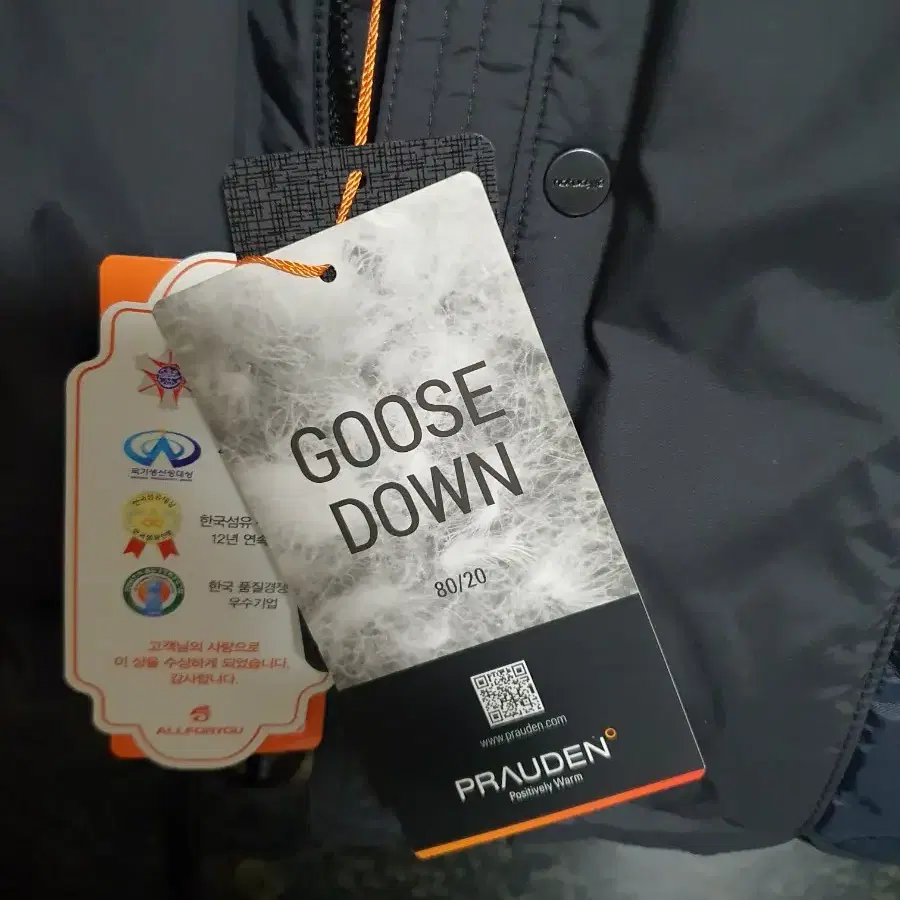 GOOSE
DOWN
80/20
www.prauden.com
PRAUDEN
Positively Warm
국가생산성대상
한국섬유
12년 연속
한국 품질경쟁
우수기업
고객님의 사랑으로
이 상을 수상하게 되었습니다.
감사합니다.
ALLFORYOU